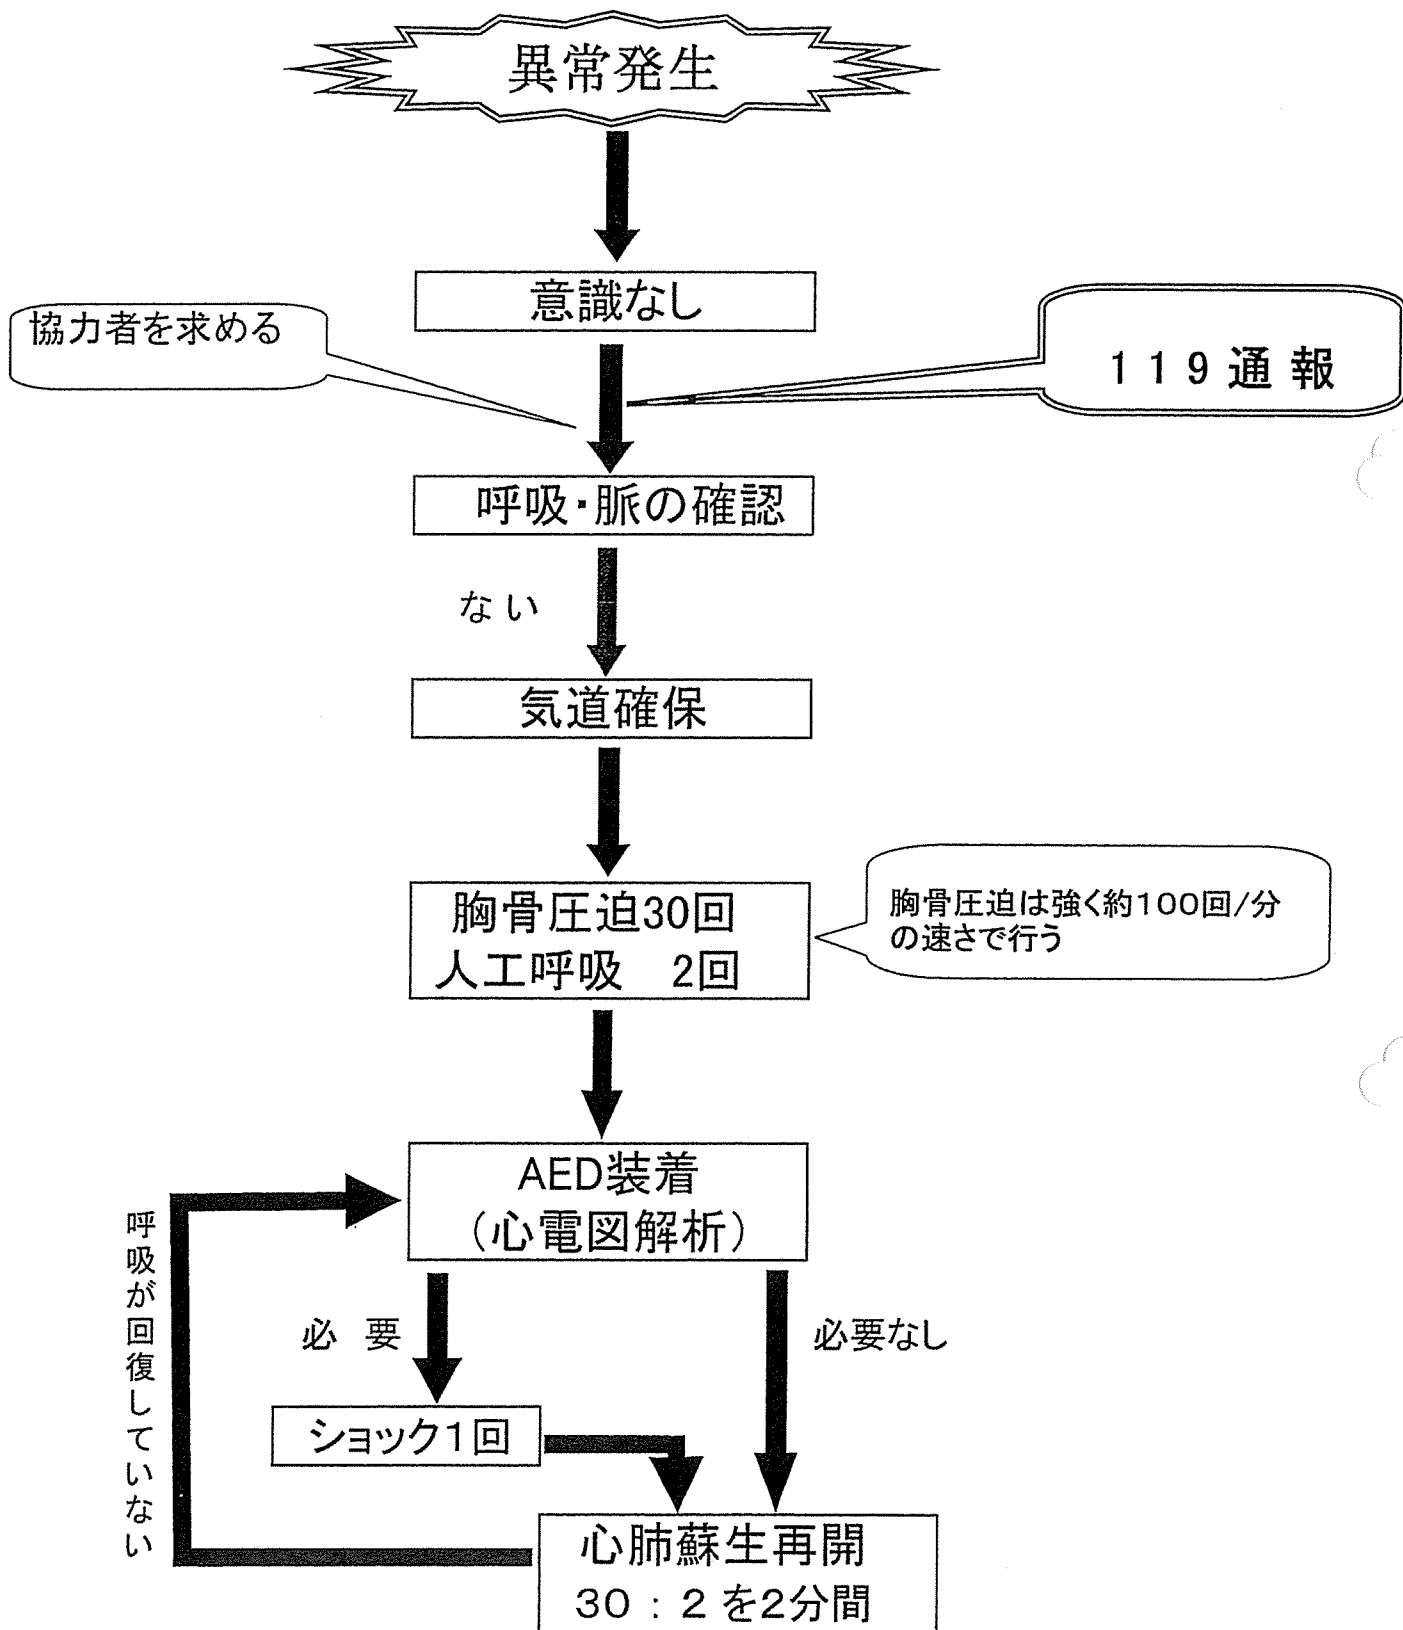 異常発生
意識なし
協力者を求める
119通報
呼吸・脈の確認
ない
気道確保
胸骨圧迫30回
人工呼吸　2回
胸骨圧迫は強く約100回/分
の速さで行う
AED装着
（心電図解析）
必　要
必要なし
呼吸が回復していない
ショック1回
心肺蘇生再開
30：2を2分間